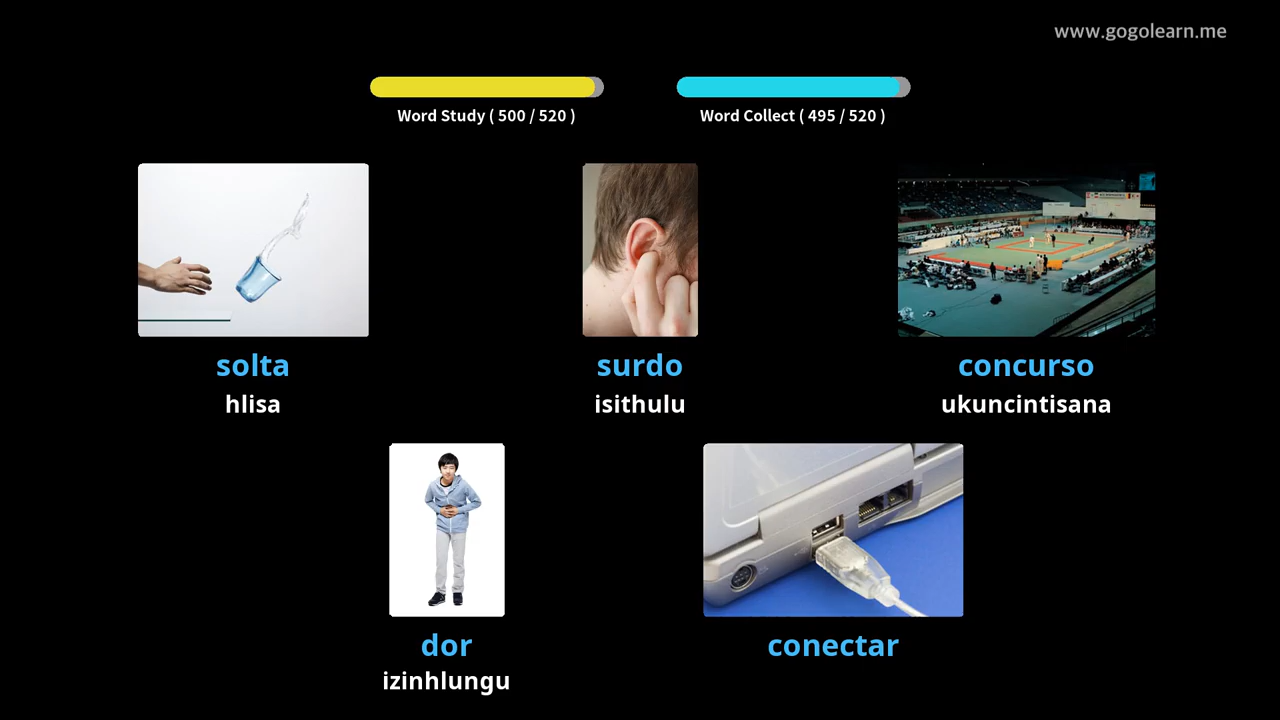 www.gogolearn.me
Word Study ( 500 / 520 )
Word Collect ( 495 / 520 )
solta
surdo
concurso
hlisa
isithulu
ukuncintisana
dor
conectar
izinhlungu